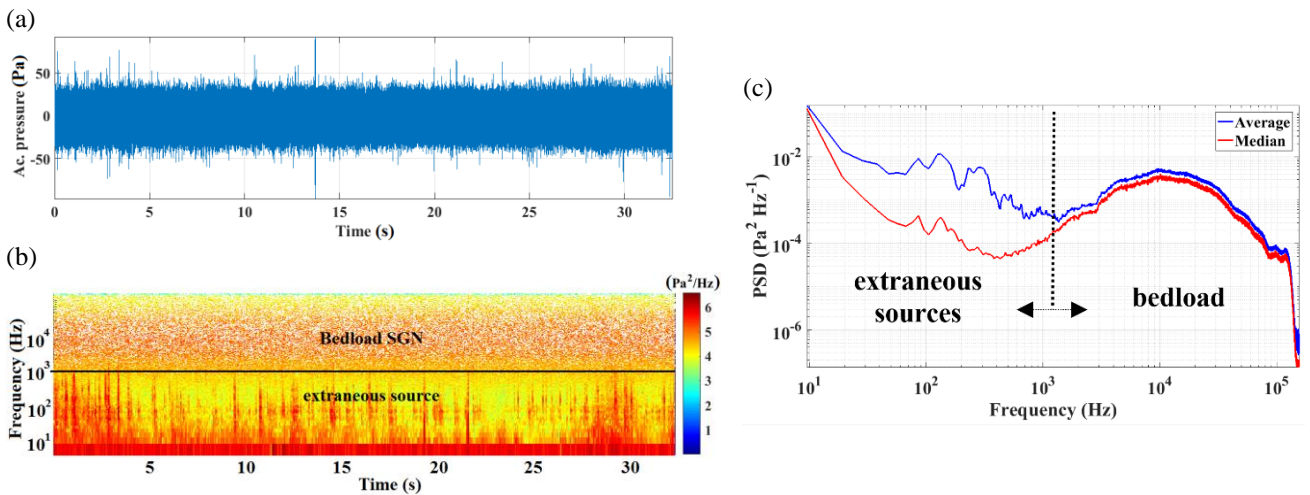 (a)
Ac. pressure (Pa)
50
0
-50
0 5 10 15 20 25 30
Time (s)
(b)
(Pa²/Hz)
Frequency (Hz)
10⁴
10³
10²
10¹
Bedload SGN
extraneous source
6
5
4
3
2
1
5 10 15 20 25 30
Time (s)
(c)
PSD (Pa² Hz⁻¹)
10⁻²
10⁻⁴
10⁻⁶
Average
Median
extraneous
sources
bedload
10¹ 10² 10³ 10⁴ 10⁵
Frequency (Hz)